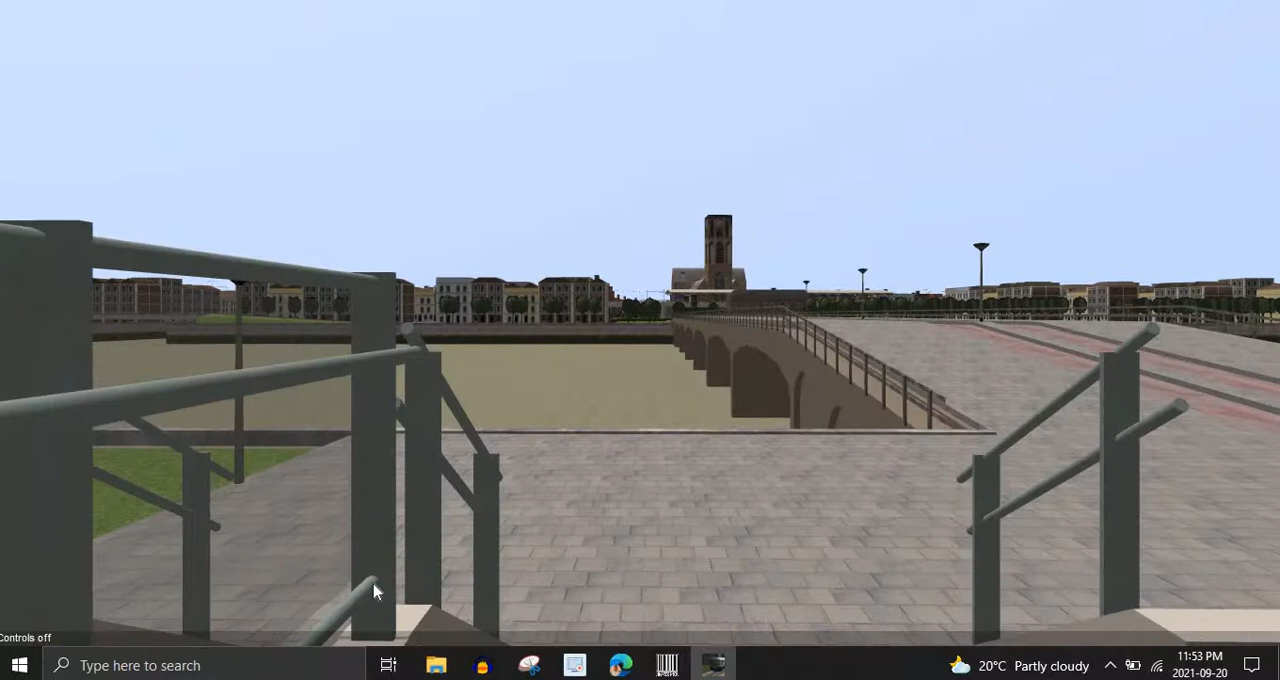 Controls off
Type here to search
20°C Partly cloudy
11:53 PM
2021-09-20